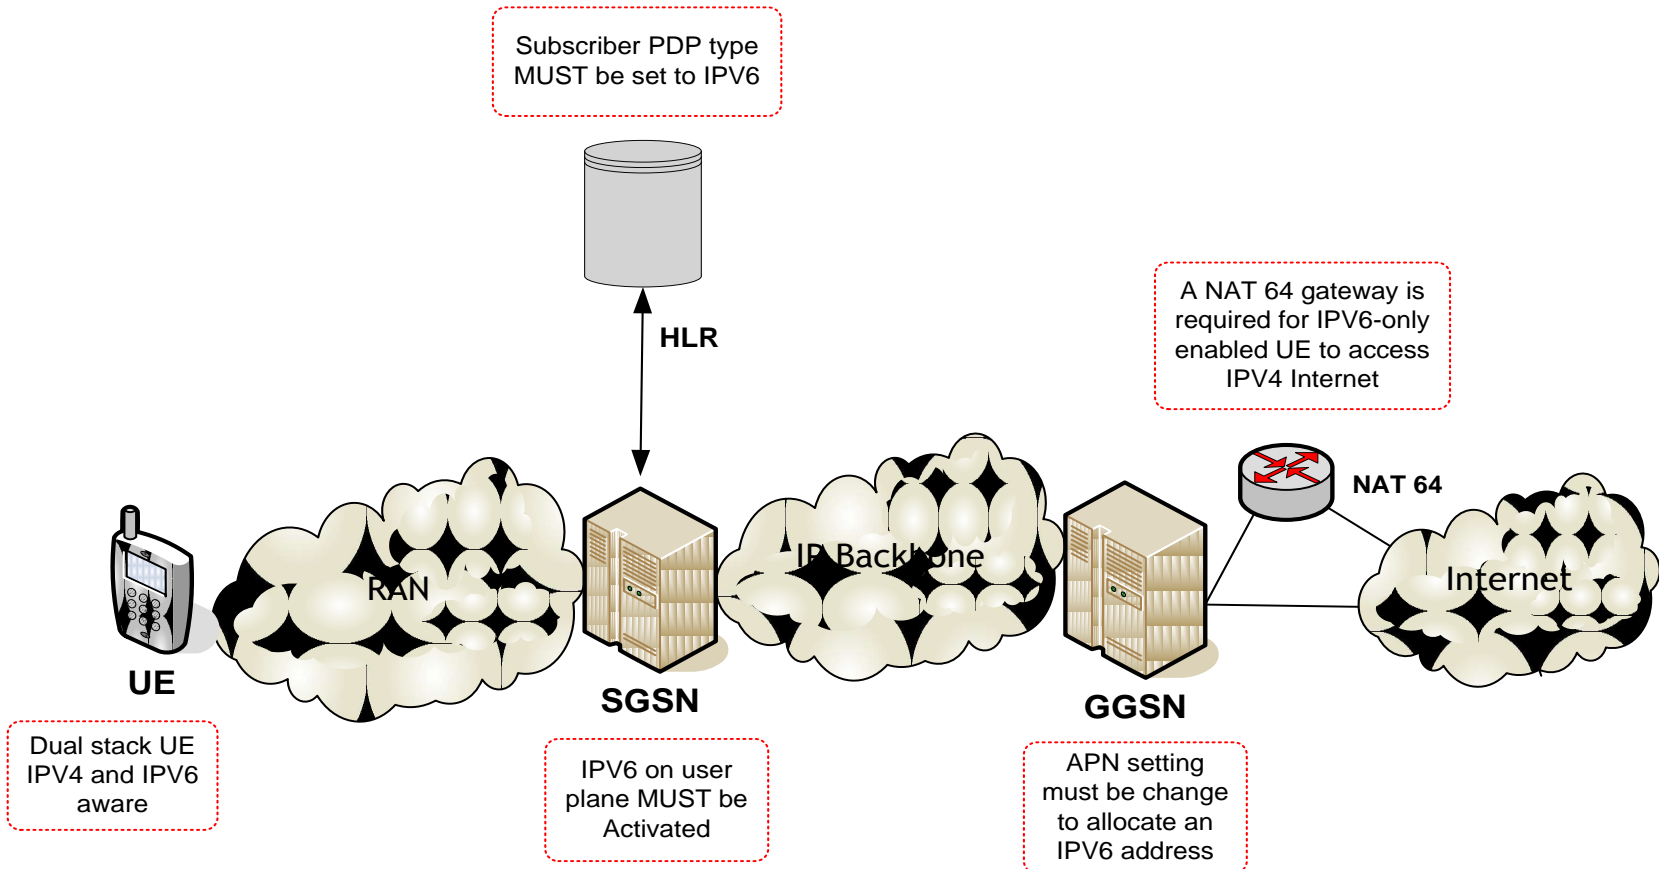 Subscriber PDP type
MUST be set to IPV6
HLR
A NAT 64 gateway is
required for IPV6-only
enabled UE to access
IPV4 Internet
NAT 64
RAN
IP Backbone
Internet
UE
SGSN
GGSN
Dual stack UE
IPV4 and IPV6
aware
IPV6 on user
plane MUST be
Activated
APN setting
must be change
to allocate an
IPV6 address